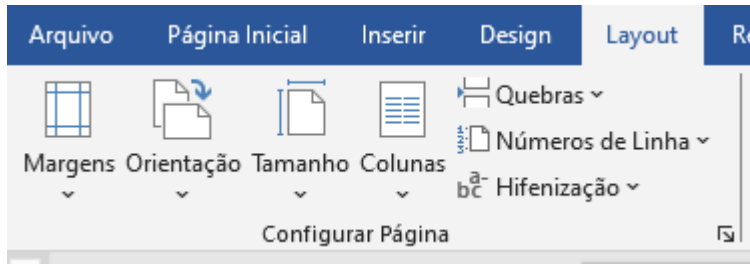 Arquivo Página Inicial Inserir Design Layout
Quebras
Números de Linha
Margens Orientação Tamanho Colunas
Hifenização
Configurar Página